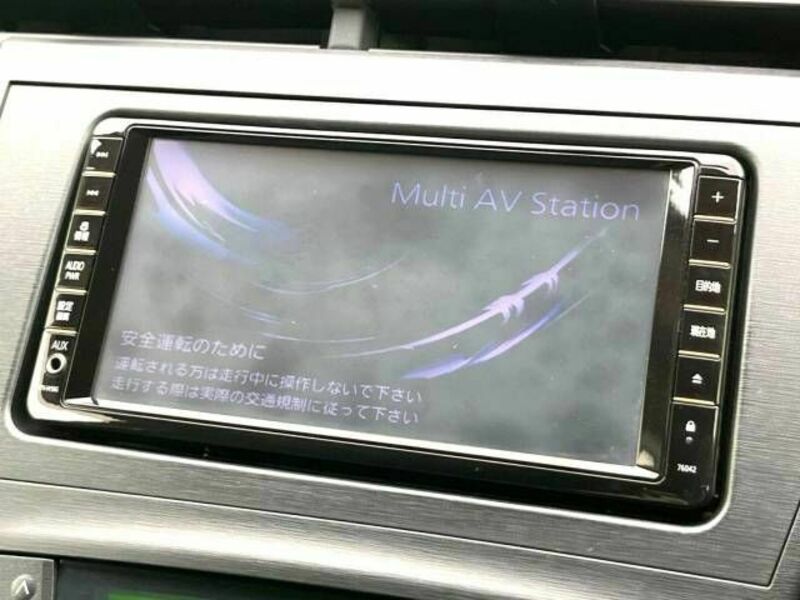 Multi AV Station
安全運転のために
運転される方は走行中に操作しないで下さい
走行する際は実際の交通規制に従って下さい
情報
AUDIO
PWR
設定
AUX
+
−
目的地
現在地
76042